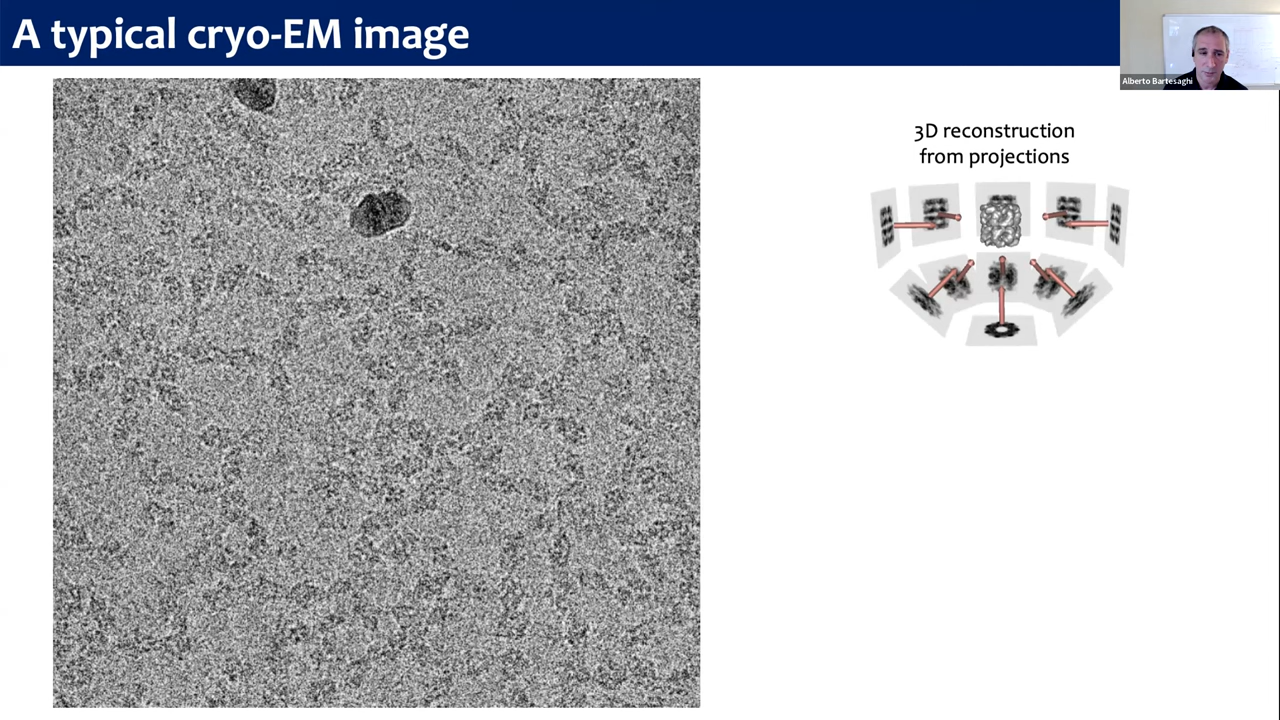 A typical cryo-EM image
Alberto Bartesaghi
3D reconstruction
from projections